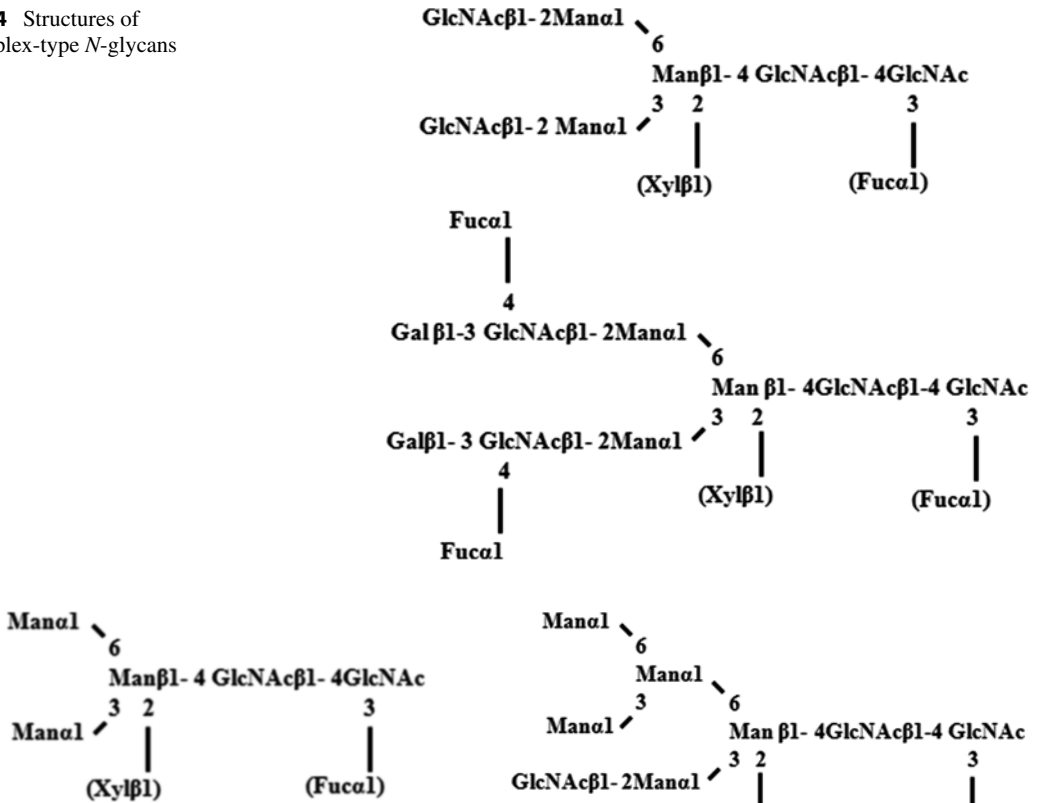 4 Structures of
plex-type N-glycans
GlcNAcβ1- 2Manα1
6
Manβ1- 4 GlcNAcβ1- 4GlcNAc
3 2 3
GlcNAcβ1- 2 Manα1
(Xylβ1) (Fucα1)
Fucα1
4
Gal β1-3 GlcNAcβ1- 2Manα1
6
Man β1- 4GlcNAcβ1-4 GlcNAc
3 2 3
Galβ1- 3 GlcNAcβ1- 2Manα1
4
(Xylβ1) (Fucα1)
Fucα1
Manα1
6
Manβ1- 4 GlcNAcβ1- 4GlcNAc
3 2 3
Manα1
(Xylβ1) (Fucα1)
Manα1
6
Manα1
3 6
Manα1
Man β1- 4GlcNAcβ1-4 GlcNAc
3 2 3
GlcNAcβ1- 2Manα1